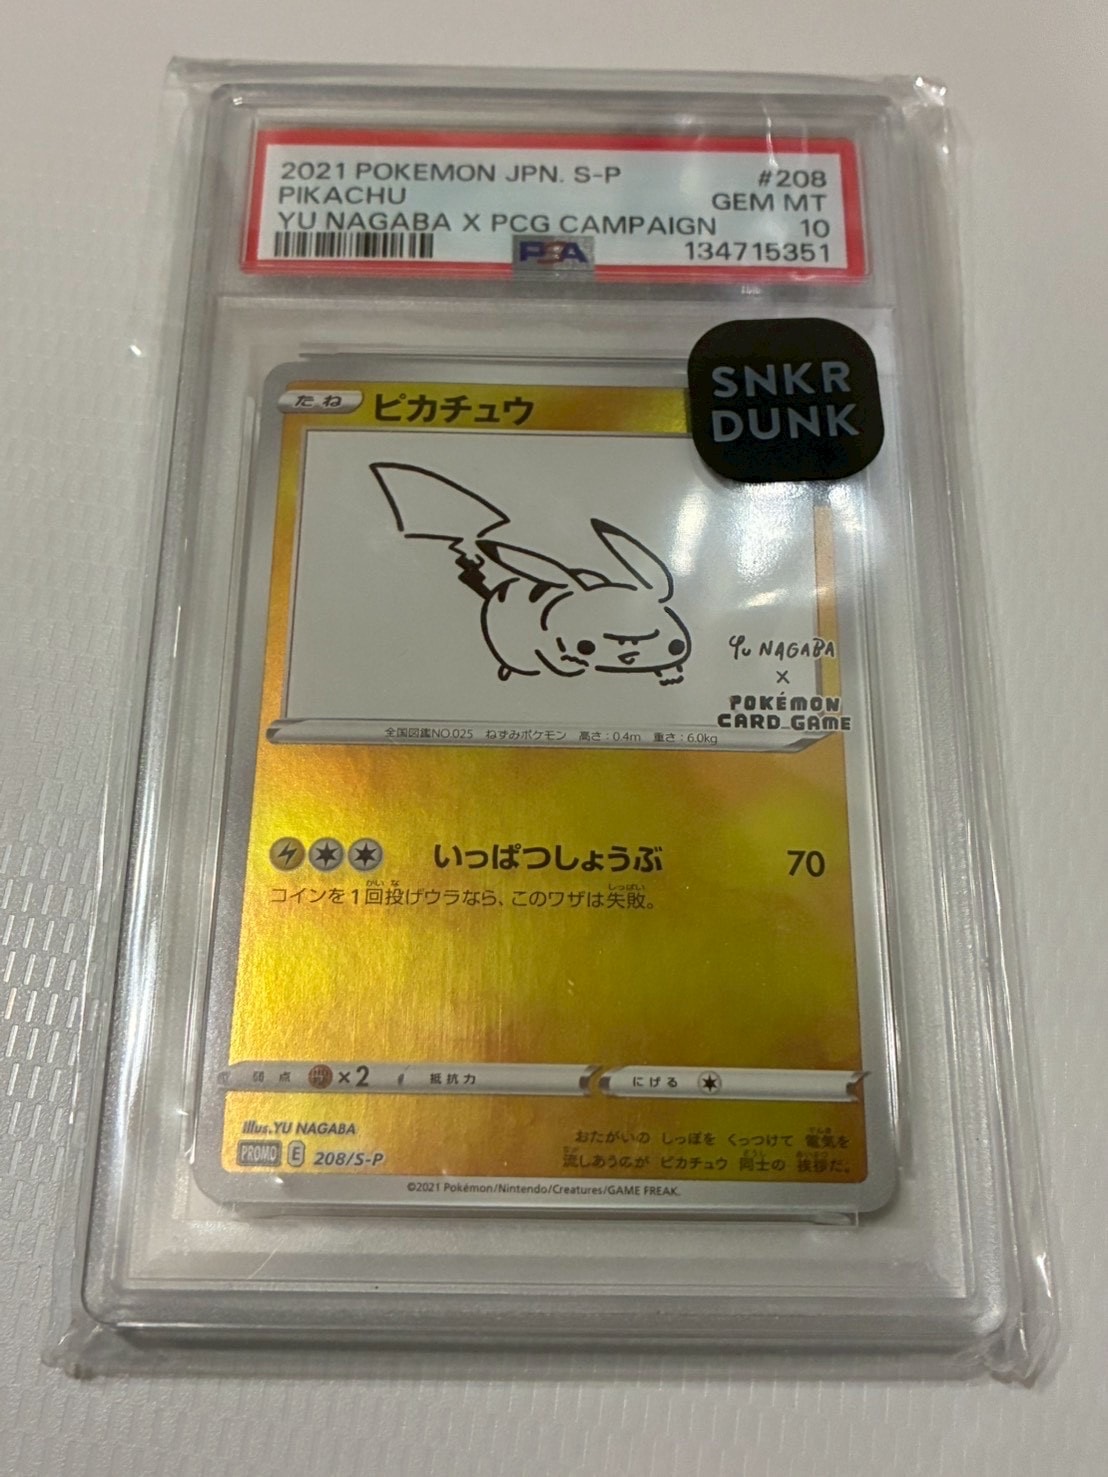 2021 POKEMON JPN. S-P #208
PIKACHU GEM MT
YU NAGABA X PCG CAMPAIGN 10
PSA 134715351
SNKR
DUNK
たね ピカチュウ
Yu NAGABA
X
POKÉMON
CARD GAME
全国図鑑NO.025 ねずみポケモン 高さ:0.4m 重さ:6.0kg
いっぱつしょうぶ 70
コインを1回投げウラなら、このワザは失敗。
弱点 ×2 抵抗力 にげる
Illus.YU NAGABA
PROMO E 208/S-P
おたがいの しっぽを くっつけて 電気を
流しあうのが ピカチュウ 同士の 挨拶だ。
©2021 Pokémon/Nintendo/Creatures/GAME FREAK.